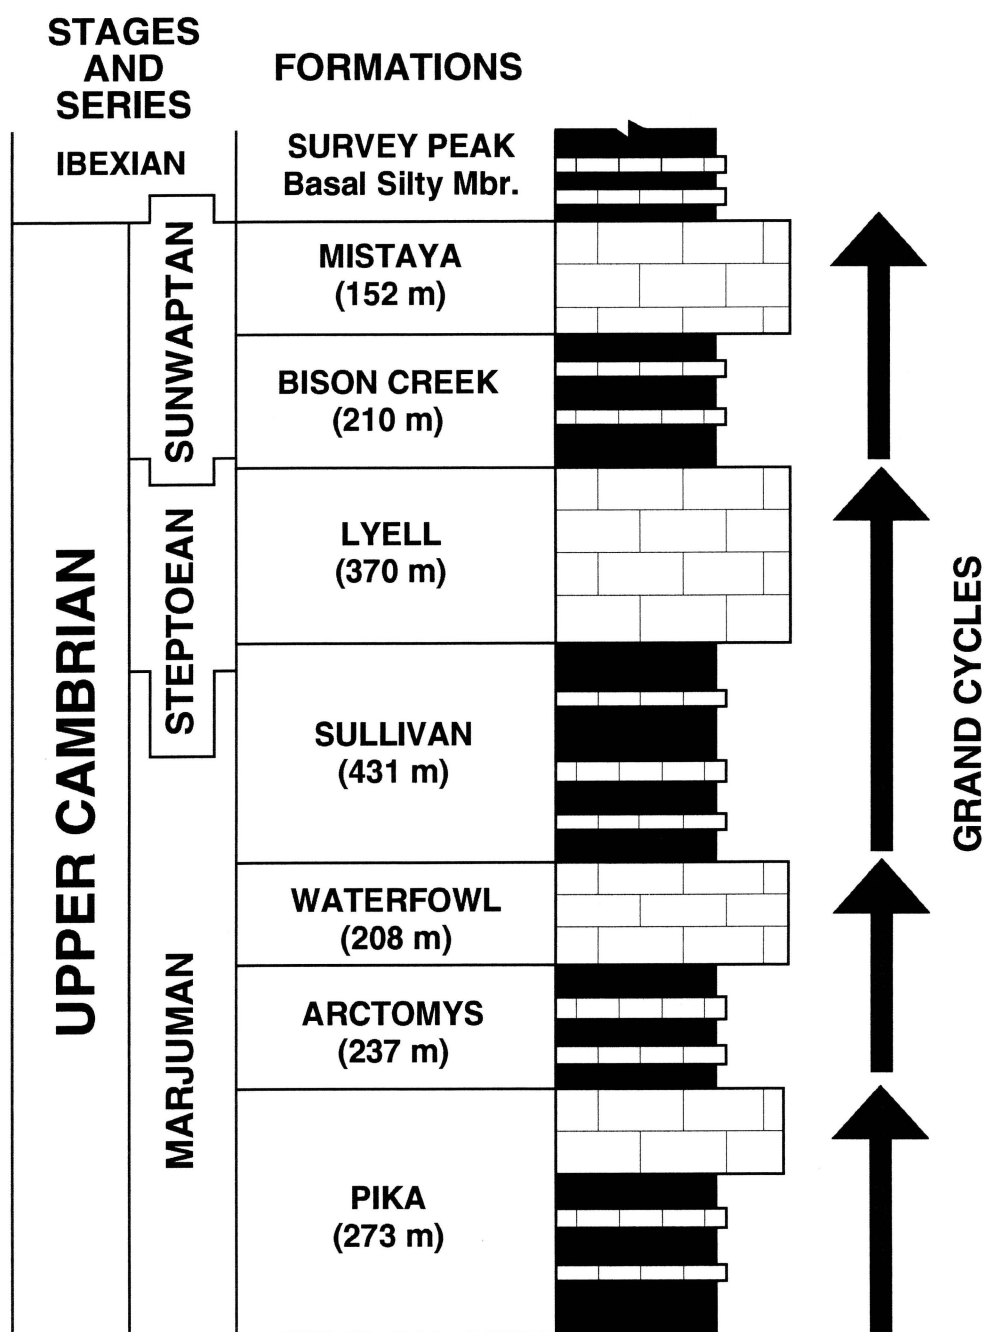 STAGES
AND
SERIES
FORMATIONS
IBEXIAN
SURVEY PEAK
Basal Silty Mbr.
SUNWAPTAN
MISTAYA
(152 m)
BISON CREEK
(210 m)
STEPTOEAN
LYELL
(370 m)
UPPER CAMBRIAN
SULLIVAN
(431 m)
GRAND CYCLES
WATERFOWL
(208 m)
MARJUMAN
ARCTOMYS
(237 m)
PIKA
(273 m)